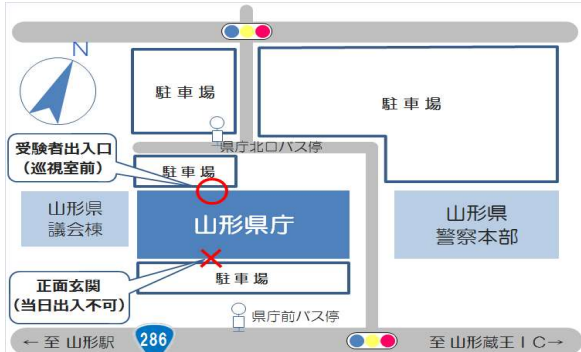 N
駐車場
駐車場
受験者出入口
（巡視室前）
県庁北口バス停
駐車場
山形県
議会棟
山形県庁
山形県
警察本部
正面玄関
（当日出入不可）
駐車場
県庁前バス停
← 至 山形駅
286
至 山形蔵王ＩＣ→